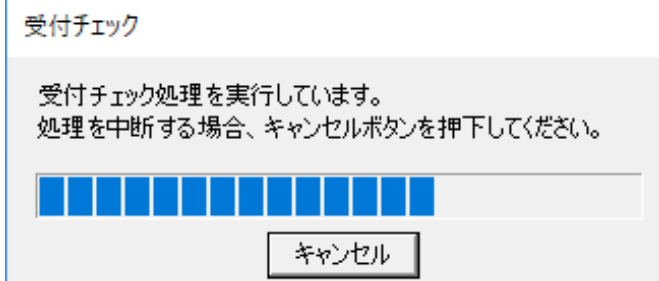 受付チェック
受付チェック処理を実行しています。
処理を中断する場合、キャンセルボタンを押下してください。
キャンセル